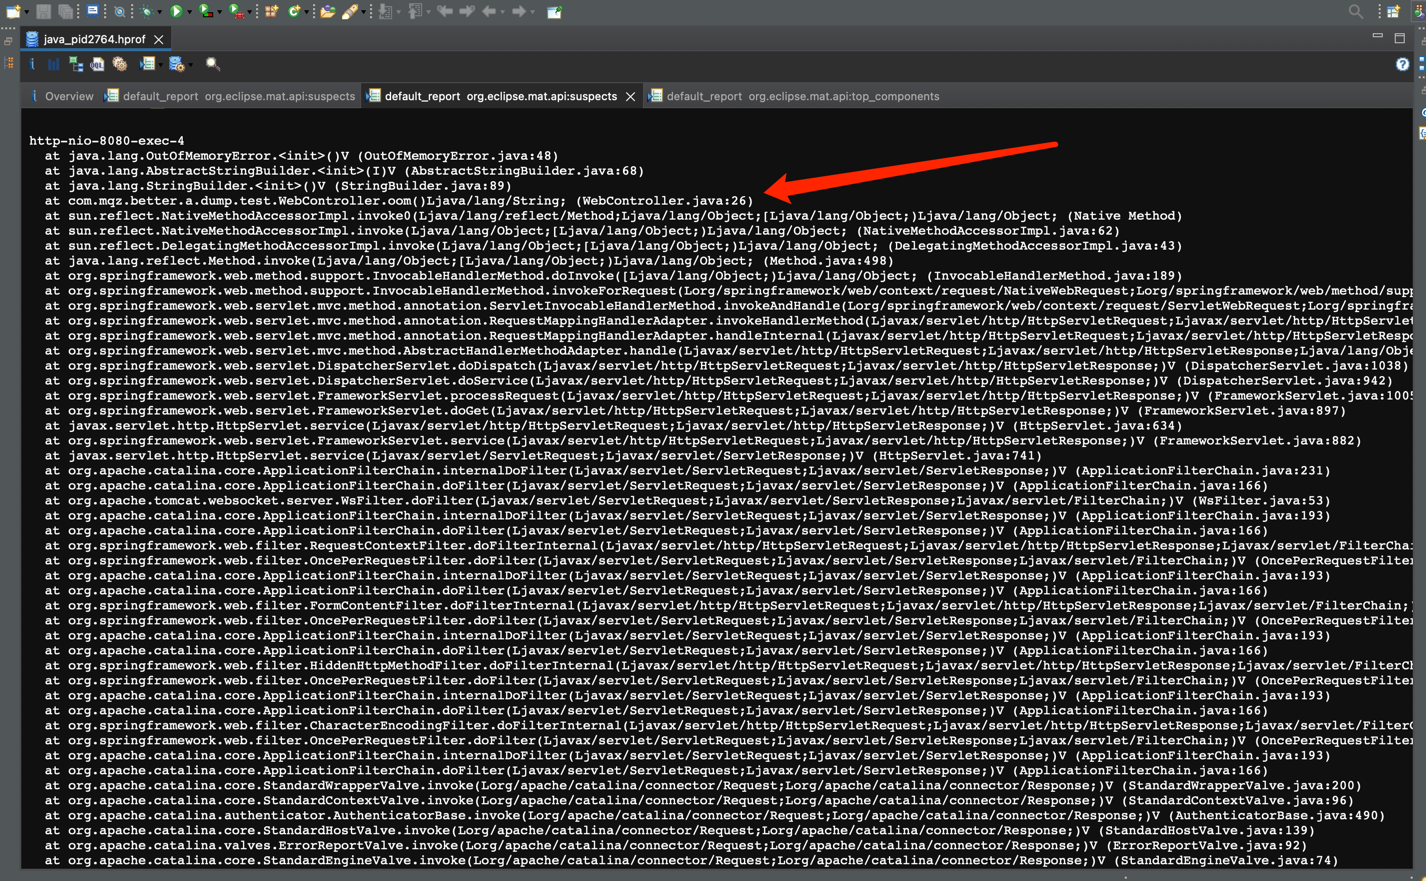 java_pid2764.hprof
Overview default_report org.eclipse.mat.api:suspects default_report org.eclipse.mat.api:suspects default_report org.eclipse.mat.api:top_components
http-nio-8080-exec-4
at java.lang.OutOfMemoryError.<init>()V (OutOfMemoryError.java:48)
at java.lang.AbstractStringBuilder.<init>(I)V (AbstractStringBuilder.java:68)
at java.lang.StringBuilder.<init>()V (StringBuilder.java:89)
at com.mqz.better.a.dump.test.WebController.oom()Ljava/lang/String; (WebController.java:26)
at sun.reflect.NativeMethodAccessorImpl.invoke0(Ljava/lang/reflect/Method;Ljava/lang/Object;[Ljava/lang/Object;)Ljava/lang/Object; (Native Method)
at sun.reflect.NativeMethodAccessorImpl.invoke(Ljava/lang/Object;[Ljava/lang/Object;)Ljava/lang/Object; (NativeMethodAccessorImpl.java:62)
at sun.reflect.DelegatingMethodAccessorImpl.invoke(Ljava/lang/Object;[Ljava/lang/Object;)Ljava/lang/Object; (DelegatingMethodAccessorImpl.java:43)
at java.lang.reflect.Method.invoke(Ljava/lang/Object;[Ljava/lang/Object;)Ljava/lang/Object; (Method.java:498)
at org.springframework.web.method.support.InvocableHandlerMethod.doInvoke([Ljava/lang/Object;)Ljava/lang/Object; (InvocableHandlerMethod.java:189)
at org.springframework.web.method.support.InvocableHandlerMethod.invokeForRequest(Lorg/springframework/web/context/request/NativeWebRequest;Lorg/springframework/web/method/supp
at org.springframework.web.servlet.mvc.method.annotation.ServletInvocableHandlerMethod.invokeAndHandle(Lorg/springframework/web/context/request/ServletWebRequest;Lorg/springfra
at org.springframework.web.servlet.mvc.method.annotation.RequestMappingHandlerAdapter.invokeHandlerMethod(Ljavax/servlet/http/HttpServletRequest;Ljavax/servlet/http/HttpServlet
at org.springframework.web.servlet.mvc.method.annotation.RequestMappingHandlerAdapter.handleInternal(Ljavax/servlet/http/HttpServletRequest;Ljavax/servlet/http/HttpServletRespo
at org.springframework.web.servlet.mvc.method.AbstractHandlerMethodAdapter.handle(Ljavax/servlet/http/HttpServletRequest;Ljavax/servlet/http/HttpServletResponse;Ljava/lang/Obje
at org.springframework.web.servlet.DispatcherServlet.doDispatch(Ljavax/servlet/http/HttpServletRequest;Ljavax/servlet/http/HttpServletResponse;)V (DispatcherServlet.java:1038)
at org.springframework.web.servlet.DispatcherServlet.doService(Ljavax/servlet/http/HttpServletRequest;Ljavax/servlet/http/HttpServletResponse;)V (DispatcherServlet.java:942)
at org.springframework.web.servlet.FrameworkServlet.processRequest(Ljavax/servlet/http/HttpServletRequest;Ljavax/servlet/http/HttpServletResponse;)V (FrameworkServlet.java:1005
at org.springframework.web.servlet.FrameworkServlet.doGet(Ljavax/servlet/http/HttpServletRequest;Ljavax/servlet/http/HttpServletResponse;)V (FrameworkServlet.java:897)
at javax.servlet.http.HttpServlet.service(Ljavax/servlet/http/HttpServletRequest;Ljavax/servlet/http/HttpServletResponse;)V (HttpServlet.java:634)
at org.springframework.web.servlet.FrameworkServlet.service(Ljavax/servlet/http/HttpServletRequest;Ljavax/servlet/http/HttpServletResponse;)V (FrameworkServlet.java:882)
at javax.servlet.http.HttpServlet.service(Ljavax/servlet/ServletRequest;Ljavax/servlet/ServletResponse;)V (HttpServlet.java:741)
at org.apache.catalina.core.ApplicationFilterChain.internalDoFilter(Ljavax/servlet/ServletRequest;Ljavax/servlet/ServletResponse;)V (ApplicationFilterChain.java:231)
at org.apache.catalina.core.ApplicationFilterChain.doFilter(Ljavax/servlet/ServletRequest;Ljavax/servlet/ServletResponse;)V (ApplicationFilterChain.java:166)
at org.apache.tomcat.websocket.server.WsFilter.doFilter(Ljavax/servlet/ServletRequest;Ljavax/servlet/ServletResponse;Ljavax/servlet/FilterChain;)V (WsFilter.java:53)
at org.apache.catalina.core.ApplicationFilterChain.internalDoFilter(Ljavax/servlet/ServletRequest;Ljavax/servlet/ServletResponse;)V (ApplicationFilterChain.java:193)
at org.apache.catalina.core.ApplicationFilterChain.doFilter(Ljavax/servlet/ServletRequest;Ljavax/servlet/ServletResponse;)V (ApplicationFilterChain.java:166)
at org.springframework.web.filter.RequestContextFilter.doFilterInternal(Ljavax/servlet/http/HttpServletRequest;Ljavax/servlet/http/HttpServletResponse;Ljavax/servlet/FilterChai
at org.springframework.web.filter.OncePerRequestFilter.doFilter(Ljavax/servlet/ServletRequest;Ljavax/servlet/ServletResponse;Ljavax/servlet/FilterChain;)V (OncePerRequestFilter
at org.apache.catalina.core.ApplicationFilterChain.internalDoFilter(Ljavax/servlet/ServletRequest;Ljavax/servlet/ServletResponse;)V (ApplicationFilterChain.java:193)
at org.apache.catalina.core.ApplicationFilterChain.doFilter(Ljavax/servlet/ServletRequest;Ljavax/servlet/ServletResponse;)V (ApplicationFilterChain.java:166)
at org.springframework.web.filter.FormContentFilter.doFilterInternal(Ljavax/servlet/http/HttpServletRequest;Ljavax/servlet/http/HttpServletResponse;Ljavax/servlet/FilterChain;)
at org.springframework.web.filter.OncePerRequestFilter.doFilter(Ljavax/servlet/ServletRequest;Ljavax/servlet/ServletResponse;Ljavax/servlet/FilterChain;)V (OncePerRequestFilter
at org.apache.catalina.core.ApplicationFilterChain.internalDoFilter(Ljavax/servlet/ServletRequest;Ljavax/servlet/ServletResponse;)V (ApplicationFilterChain.java:193)
at org.apache.catalina.core.ApplicationFilterChain.doFilter(Ljavax/servlet/ServletRequest;Ljavax/servlet/ServletResponse;)V (ApplicationFilterChain.java:166)
at org.springframework.web.filter.HiddenHttpMethodFilter.doFilterInternal(Ljavax/servlet/http/HttpServletRequest;Ljavax/servlet/http/HttpServletResponse;Ljavax/servlet/FilterCh
at org.springframework.web.filter.OncePerRequestFilter.doFilter(Ljavax/servlet/ServletRequest;Ljavax/servlet/ServletResponse;Ljavax/servlet/FilterChain;)V (OncePerRequestFilter
at org.apache.catalina.core.ApplicationFilterChain.internalDoFilter(Ljavax/servlet/ServletRequest;Ljavax/servlet/ServletResponse;)V (ApplicationFilterChain.java:193)
at org.apache.catalina.core.ApplicationFilterChain.doFilter(Ljavax/servlet/ServletRequest;Ljavax/servlet/ServletResponse;)V (ApplicationFilterChain.java:166)
at org.springframework.web.filter.CharacterEncodingFilter.doFilterInternal(Ljavax/servlet/http/HttpServletRequest;Ljavax/servlet/http/HttpServletResponse;Ljavax/servlet/FilterC
at org.springframework.web.filter.OncePerRequestFilter.doFilter(Ljavax/servlet/ServletRequest;Ljavax/servlet/ServletResponse;Ljavax/servlet/FilterChain;)V (OncePerRequestFilter
at org.apache.catalina.core.ApplicationFilterChain.internalDoFilter(Ljavax/servlet/ServletRequest;Ljavax/servlet/ServletResponse;)V (ApplicationFilterChain.java:193)
at org.apache.catalina.core.ApplicationFilterChain.doFilter(Ljavax/servlet/ServletRequest;Ljavax/servlet/ServletResponse;)V (ApplicationFilterChain.java:166)
at org.apache.catalina.core.StandardWrapperValve.invoke(Lorg/apache/catalina/connector/Request;Lorg/apache/catalina/connector/Response;)V (StandardWrapperValve.java:200)
at org.apache.catalina.core.StandardContextValve.invoke(Lorg/apache/catalina/connector/Request;Lorg/apache/catalina/connector/Response;)V (StandardContextValve.java:96)
at org.apache.catalina.authenticator.AuthenticatorBase.invoke(Lorg/apache/catalina/connector/Request;Lorg/apache/catalina/connector/Response;)V (AuthenticatorBase.java:490)
at org.apache.catalina.core.StandardHostValve.invoke(Lorg/apache/catalina/connector/Request;Lorg/apache/catalina/connector/Response;)V (StandardHostValve.java:139)
at org.apache.catalina.valves.ErrorReportValve.invoke(Lorg/apache/catalina/connector/Request;Lorg/apache/catalina/connector/Response;)V (ErrorReportValve.java:92)
at org.apache.catalina.core.StandardEngineValve.invoke(Lorg/apache/catalina/connector/Request;Lorg/apache/catalina/connector/Response;)V (StandardEngineValve.java:74)